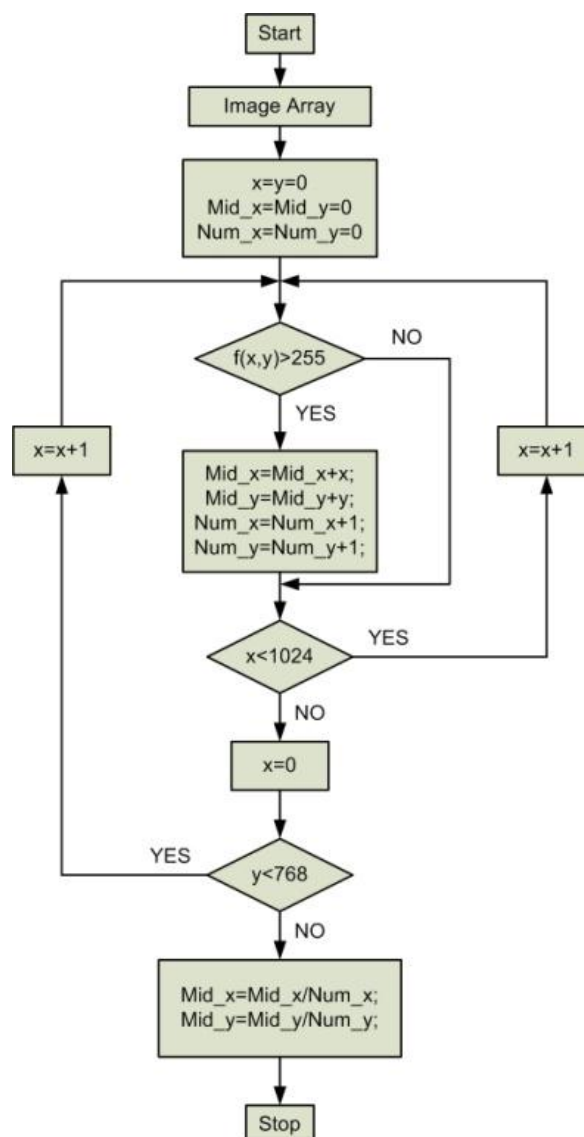 Start
Image Array
x=y=0
Mid_x=Mid_y=0
Num_x=Num_y=0
f(x,y)>255
NO
YES
x=x+1
x=x+1
Mid_x=Mid_x+x;
Mid_y=Mid_y+y;
Num_x=Num_x+1;
Num_y=Num_y+1;
x<1024
YES
NO
x=0
YES
y<768
NO
Mid_x=Mid_x/Num_x;
Mid_y=Mid_y/Num_y;
Stop